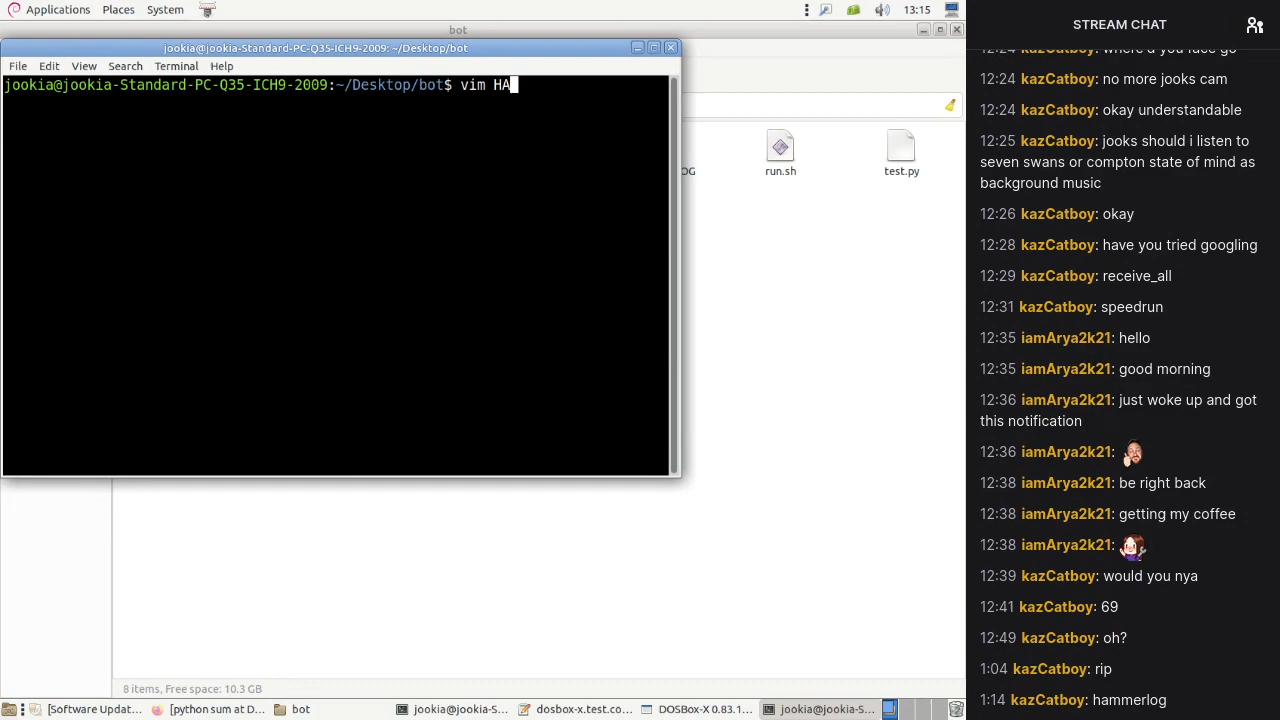 Applications Places System 13:15
bot
jookia@jookia-Standard-PC-Q35-ICH9-2009: ~/Desktop/bot
File Edit View Search Terminal Help
jookia@jookia-Standard-PC-Q35-ICH9-2009:~/Desktop/bot$ vim HA
OG
run.sh
test.py
8 items, Free space: 10.3 GB
[Software Updat... [python sum at D... bot jookia@jookia-S... dosbox-x.test.co... DOSBox-X 0.83.1... jookia@jookia-S...
STREAM CHAT
12:24 kazCatboy: where'd you face go
12:24 kazCatboy: no more jooks cam
12:24 kazCatboy: okay understandable
12:25 kazCatboy: jooks should i listen to
seven swans or compton state of mind as
background music
12:26 kazCatboy: okay
12:28 kazCatboy: have you tried googling
12:29 kazCatboy: receive_all
12:31 kazCatboy: speedrun
12:35 iamArya2k21: hello
12:35 iamArya2k21: good morning
12:36 iamArya2k21: just woke up and got
this notification
12:36 iamArya2k21:
12:38 iamArya2k21: be right back
12:38 iamArya2k21: getting my coffee
12:38 iamArya2k21:
12:39 kazCatboy: would you nya
12:41 kazCatboy: 69
12:49 kazCatboy: oh?
1:04 kazCatboy: rip
1:14 kazCatboy: hammerlog